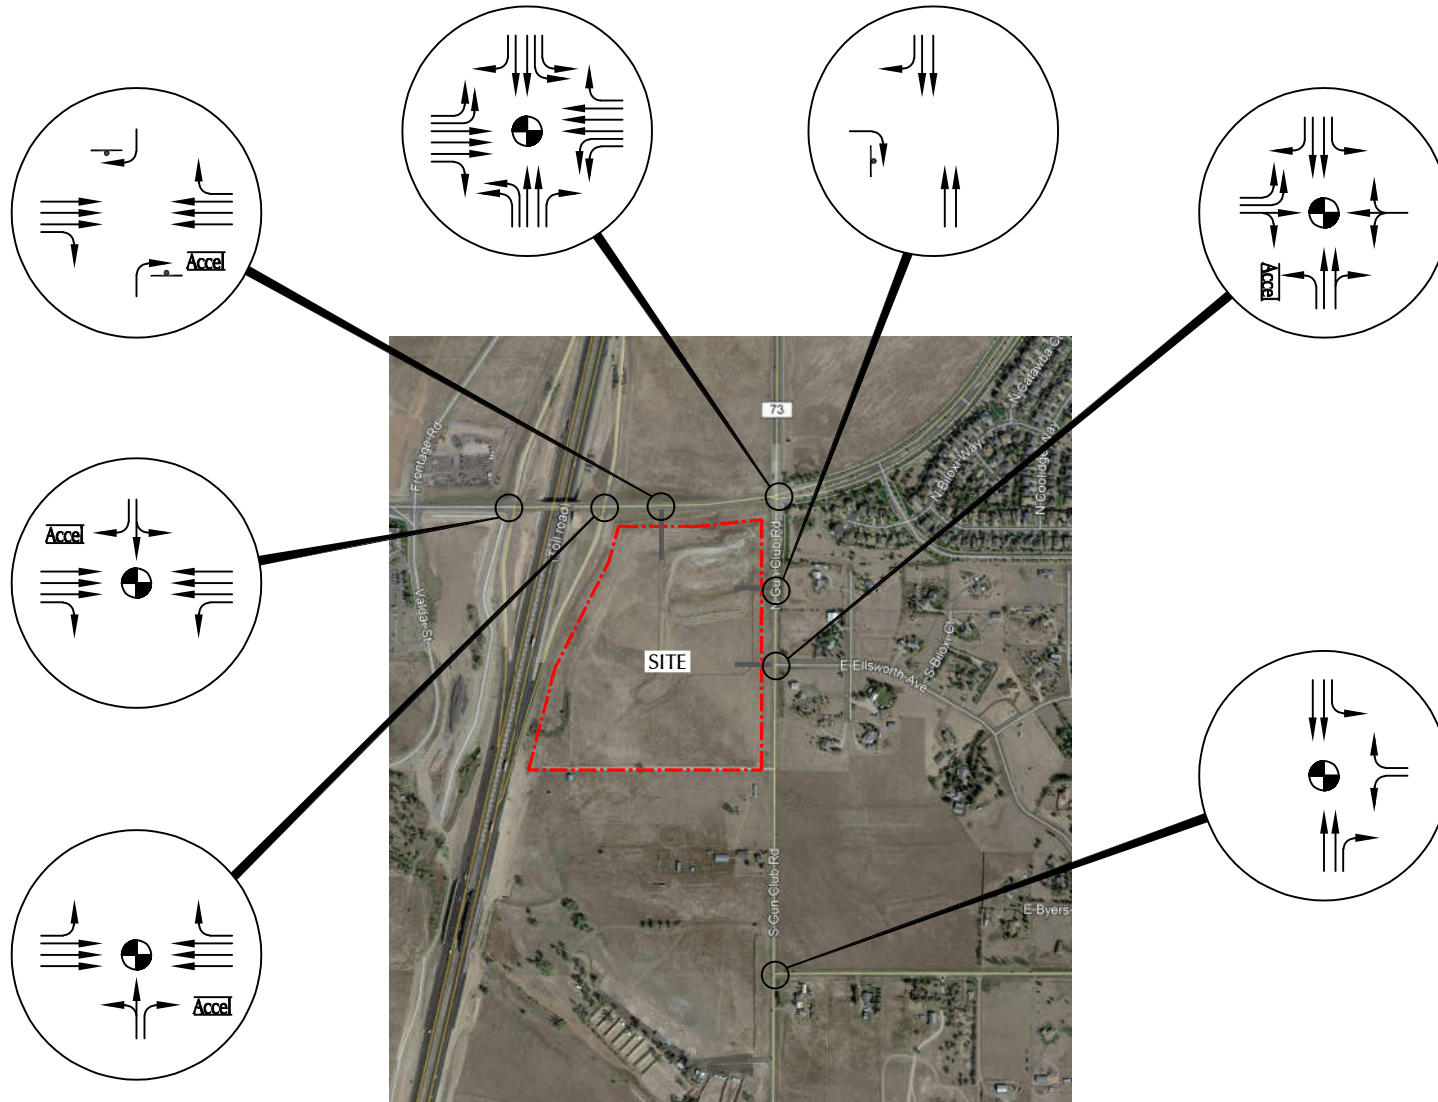 Accel
Accel
73
N Catawba C
N Coolidge Way
N Biloxi Way
Frontage Rd
(Toll road)
N Gun Club Rd
Valdai St
SITE
E Ellsworth Ave
S Biloxi Ct
Accel
S Gun Club Rd
E Byers
Accel